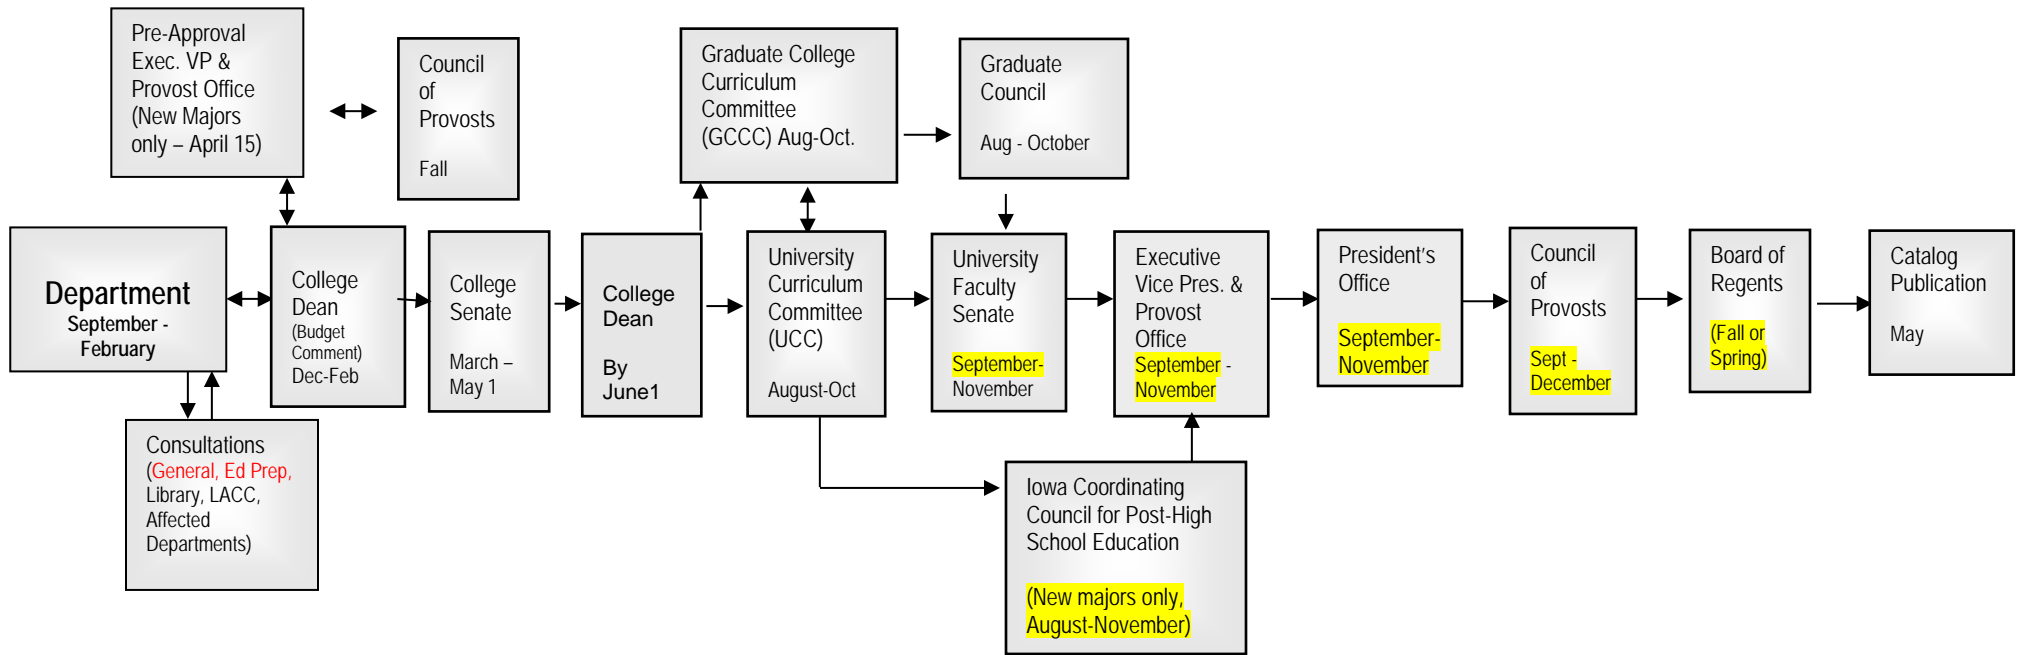 Pre-Approval
Exec. VP &
Provost Office
(New Majors
only – April 15)
Council
of
Provosts
Fall
Graduate College
Curriculum
Committee
(GCCC) Aug-Oct.
Graduate
Council
Aug - October
Department
September -
February
College
Dean
(Budget
Comment)
Dec-Feb
College
Senate
March –
May 1
College
Dean
By
June1
University
Curriculum
Committee
(UCC)
August-Oct
University
Faculty
Senate
September-
November
Executive
Vice Pres. &
Provost
Office
September -
November
President's
Office
September-
November
Council
of
Provosts
Sept -
December
Board of
Regents
(Fall or
Spring)
Catalog
Publication
May
Consultations
(General, Ed Prep,
Library, LACC,
Affected
Departments)
Iowa Coordinating
Council for Post-High
School Education
(New majors only,
August-November)